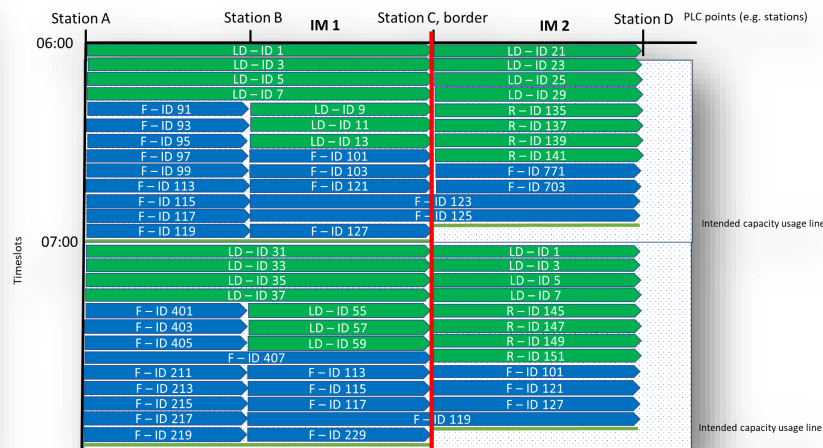 Station A Station B IM 1 Station C, border IM 2 Station D PLC points (e.g. stations)
06:00
LD – ID 1 LD – ID 21
LD – ID 3 LD – ID 23
LD – ID 5 LD – ID 25
LD – ID 7 LD – ID 29
F – ID 91 LD – ID 9 R – ID 135
F – ID 93 LD – ID 11 R – ID 137
F – ID 95 LD – ID 13 R – ID 139
F – ID 97 F – ID 101 R – ID 141
F – ID 99 F – ID 103 F – ID 771
F – ID 113 F – ID 121 F – ID 703
F – ID 115 F – ID 123
F – ID 117 F – ID 125
F – ID 119 F – ID 127
Intended capacity usage line
07:00
Timeslots
LD – ID 31 LD – ID 1
LD – ID 33 LD – ID 3
LD – ID 35 LD – ID 5
LD – ID 37 LD – ID 7
F – ID 401 LD – ID 55 R – ID 145
F – ID 403 LD – ID 57 R – ID 147
F – ID 405 LD – ID 59 R – ID 149
F – ID 407 R – ID 151
F – ID 211 F – ID 113 F – ID 101
F – ID 213 F – ID 115 F – ID 121
F – ID 215 F – ID 117 F – ID 127
F – ID 217 F – ID 119
F – ID 219 F – ID 229
Intended capacity usage line